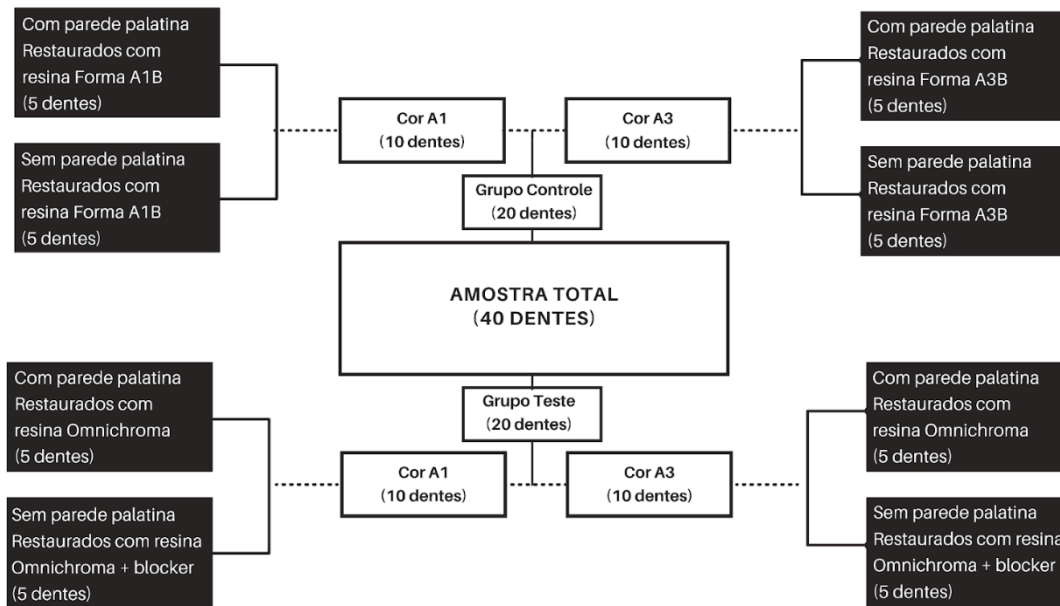 Com parede palatina
Restaurados com
resina Forma A1B
(5 dentes)
Sem parede palatina
Restaurados com
resina Forma A1B
(5 dentes)
Cor A1
(10 dentes)
Cor A3
(10 dentes)
Com parede palatina
Restaurados com
resina Forma A3B
(5 dentes)
Sem parede palatina
Restaurados com
resina Forma A3B
(5 dentes)
Grupo Controle
(20 dentes)
AMOSTRA TOTAL
(40 DENTES)
Grupo Teste
(20 dentes)
Com parede palatina
Restaurados com
resina Omnichroma
(5 dentes)
Sem parede palatina
Restaurados com resina
Omnichroma + blocker
(5 dentes)
Cor A1
(10 dentes)
Cor A3
(10 dentes)
Com parede palatina
Restaurados com
resina Omnichroma
(5 dentes)
Sem parede palatina
Restaurados com resina
Omnichroma + blocker
(5 dentes)